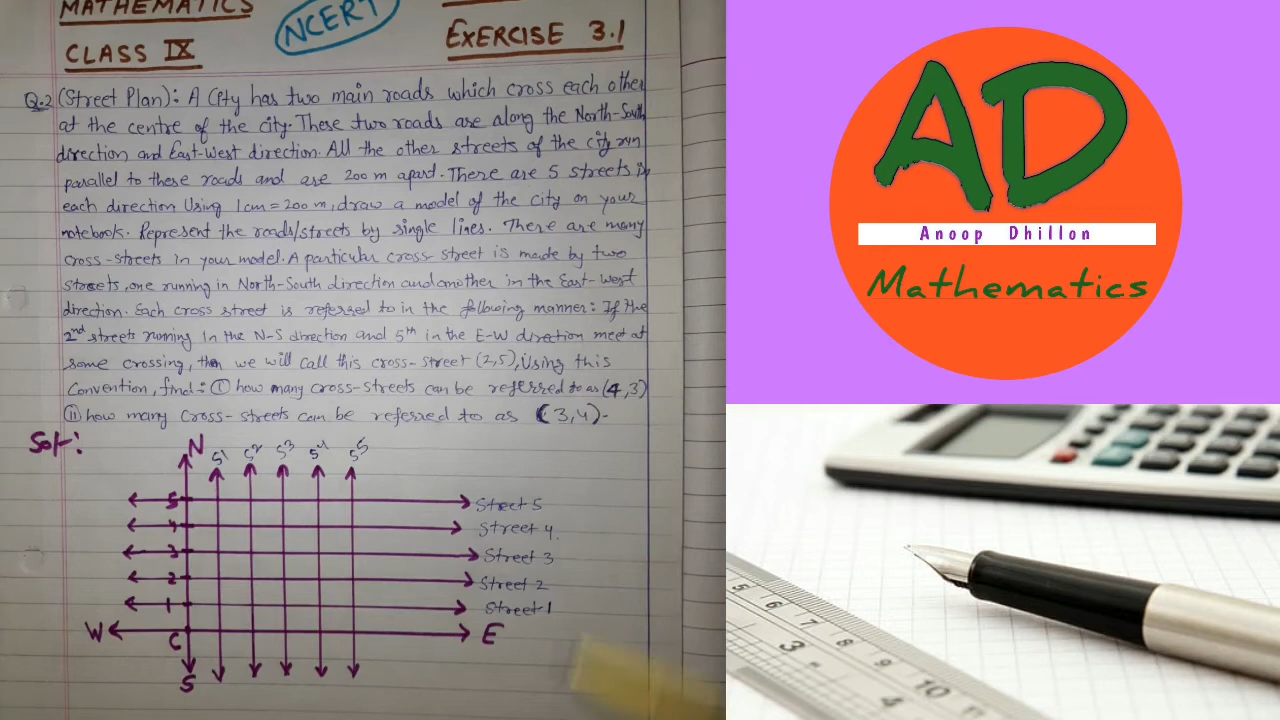 MATHEMATICS
NCERT
CLASS IX
EXERCISE 3.1
Q.2 (Street Plan): A City has two main roads which cross each other
at the centre of the city. These two roads are along the North-South
direction and East-West direction. All the other streets of the city run
parallel to these roads and are 200 m apart. There are 5 streets in
each direction Using 1cm = 200 m, draw a model of the city on your
notebook. Represent the roads/streets by single lines. There are many
cross-streets in your model. A particular cross-street is made by two
streets, one running in North-South direction and another in the East-West
direction. Each cross street is referred to in the following manner: If the
2nd streets running in the N-S direction and 5th in the E-W direction meet at
some crossing, then we will call this cross-street (2,5), Using this
Convention, find:- (i) how many cross-streets can be referred to as (4,3)
(ii) how many cross-streets can be referred to as (3,4).
Sol:-
N
S1 S2 S3 S4 S5
5 Street 5
4 Street 4.
3 Street 3
2 Street 2
1 Street 1
W C E
S
AD
Anoop Dhillon
Mathematics
5 6 7 8 9 10
3 4